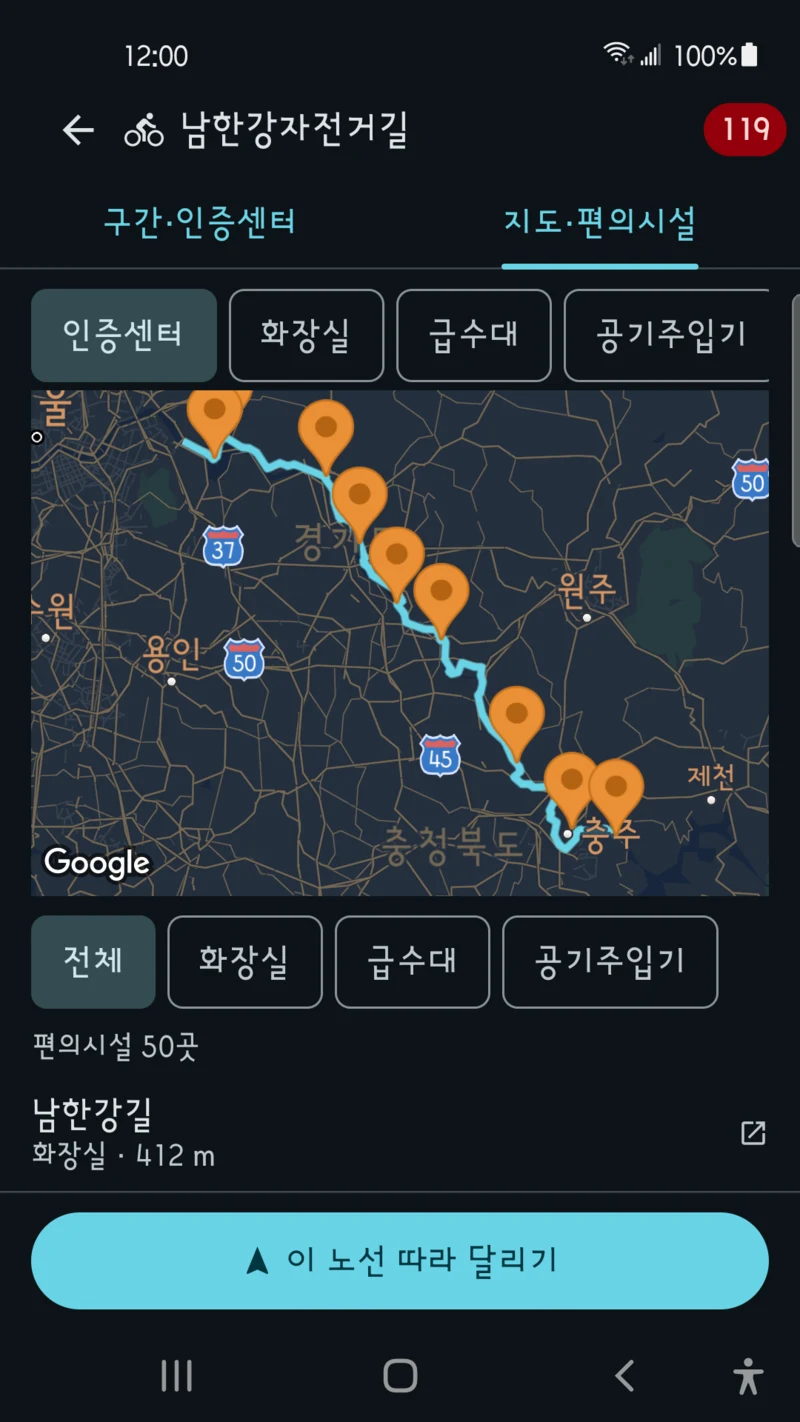 12:00
100%
남한강자전거길
119
구간·인증센터
지도·편의시설
인증센터
화장실
급수대
공기주입기
울
50
37
원주
용인
50
45
제천
충청북도
충주
Google
전체
화장실
급수대
공기주입기
편의시설 50곳
남한강길
화장실 · 412 m
이 노선 따라 달리기